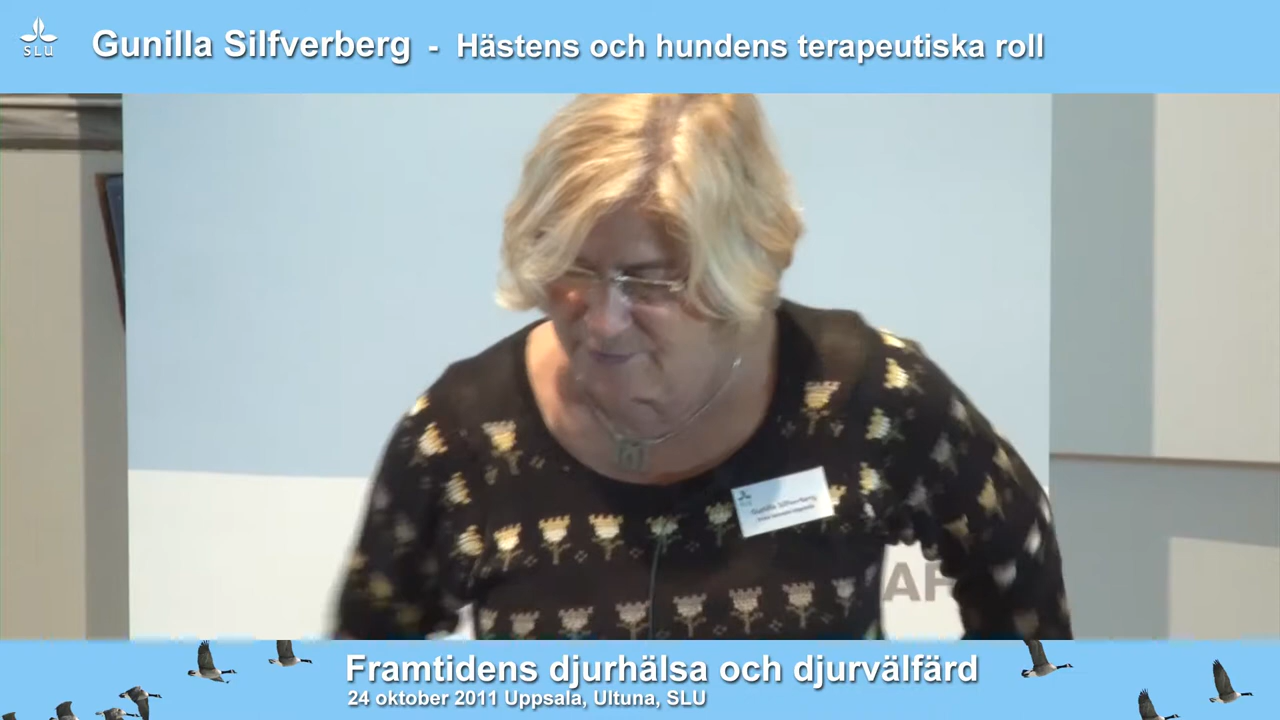 SLU
Gunilla Silfverberg - Hästens och hundens terapeutiska roll
Gunilla Silfverberg
AF
Framtidens djurhälsa och djurvälfärd
24 oktober 2011 Uppsala, Ultuna, SLU